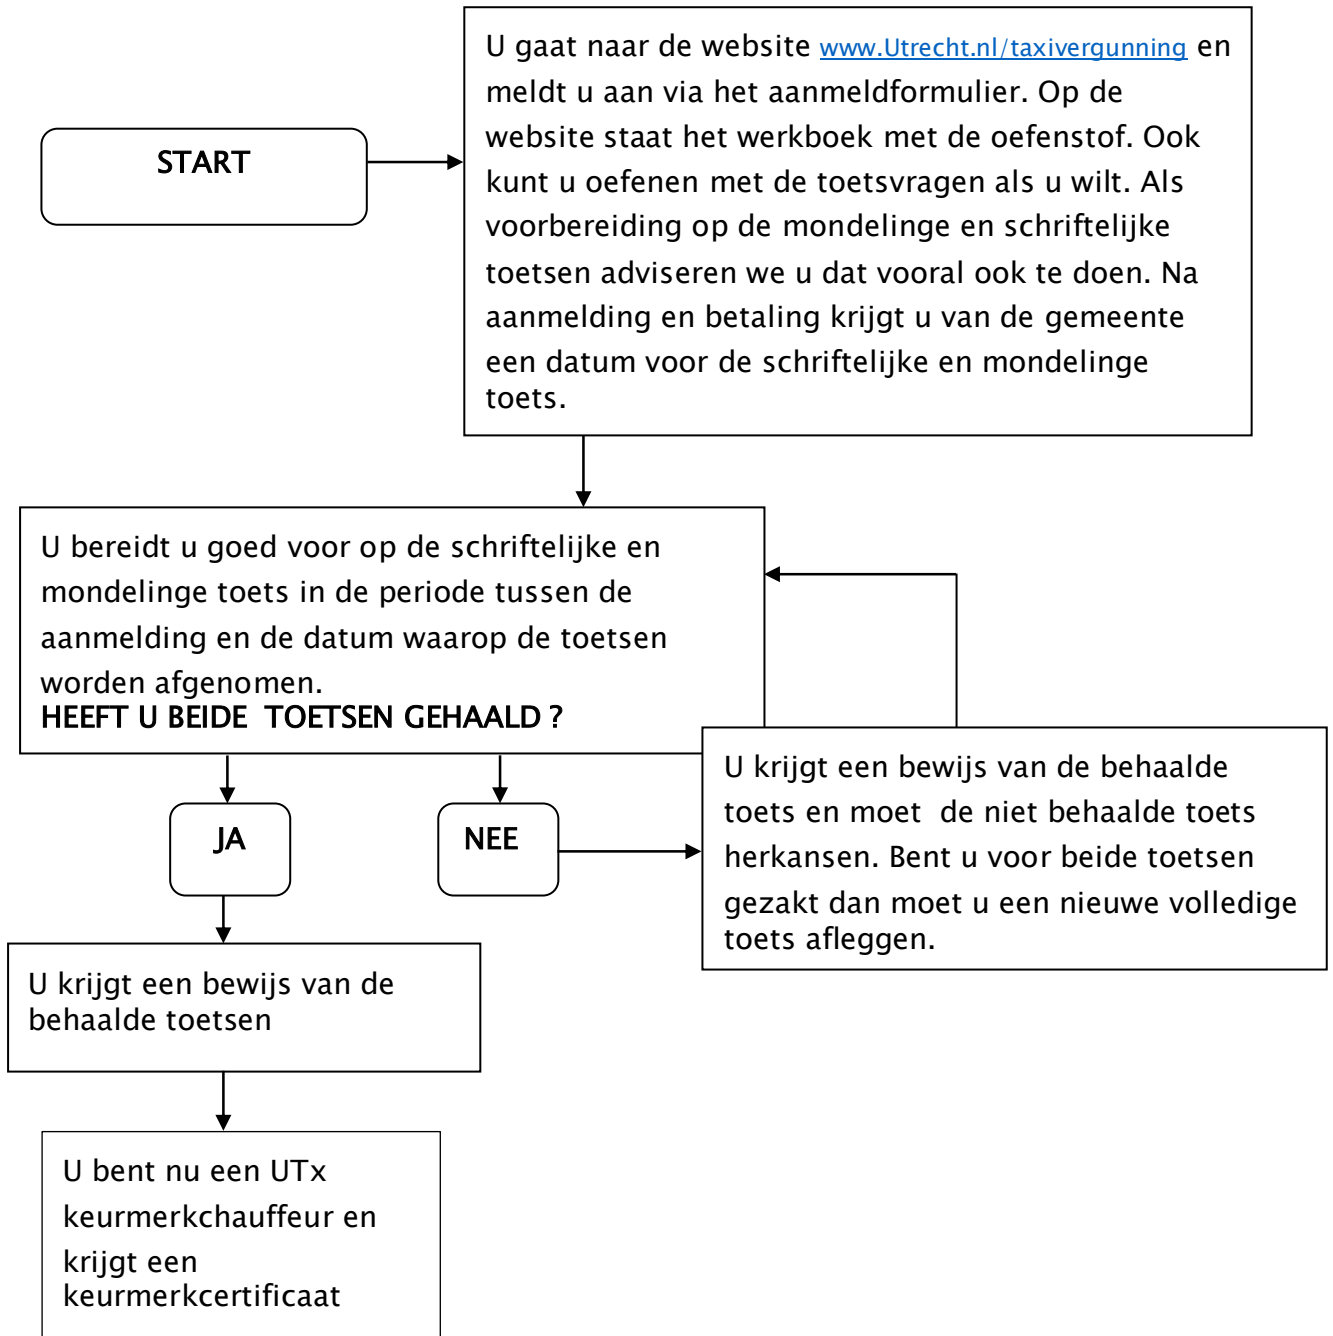 START
U gaat naar de website www.Utrecht.nl/taxivergunning en
meldt u aan via het aanmeldformulier. Op de
website staat het werkboek met de oefenstof. Ook
kunt u oefenen met de toetsvragen als u wilt. Als
voorbereiding op de mondelinge en schriftelijke
toetsen adviseren we u dat vooral ook te doen. Na
aanmelding en betaling krijgt u van de gemeente
een datum voor de schriftelijke en mondelinge
toets.
U bereidt u goed voor op de schriftelijke en
mondelinge toets in de periode tussen de
aanmelding en de datum waarop de toetsen
worden afgenomen.
HEEFT U BEIDE  TOETSEN GEHAALD ?
JA
NEE
U krijgt een bewijs van de behaalde
toets en moet  de niet behaalde toets
herkansen. Bent u voor beide toetsen
gezakt dan moet u een nieuwe volledige
toets afleggen.
U krijgt een bewijs van de
behaalde toetsen
U bent nu een UTx
keurmerkchauffeur en
krijgt een
keurmerkcertificaat